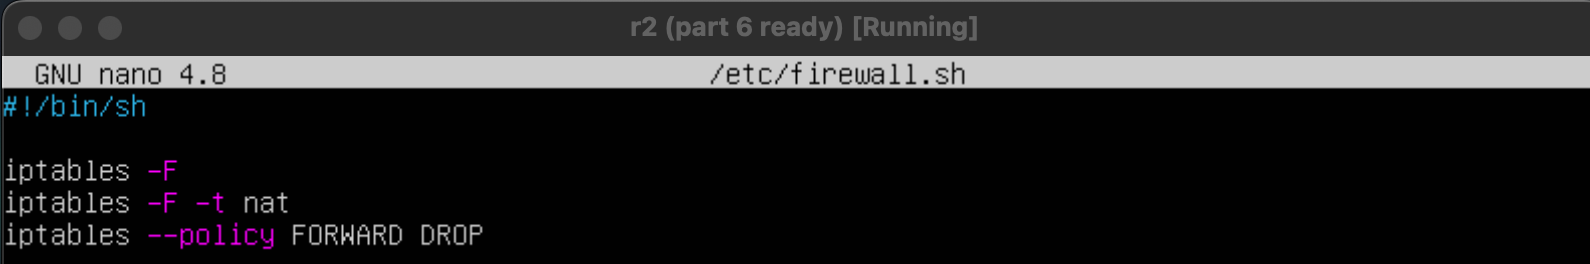 r2 (part 6 ready) [Running]
GNU nano 4.8 /etc/firewall.sh
#!/bin/sh
iptables -F
iptables -F -t nat
iptables --policy FORWARD DROP